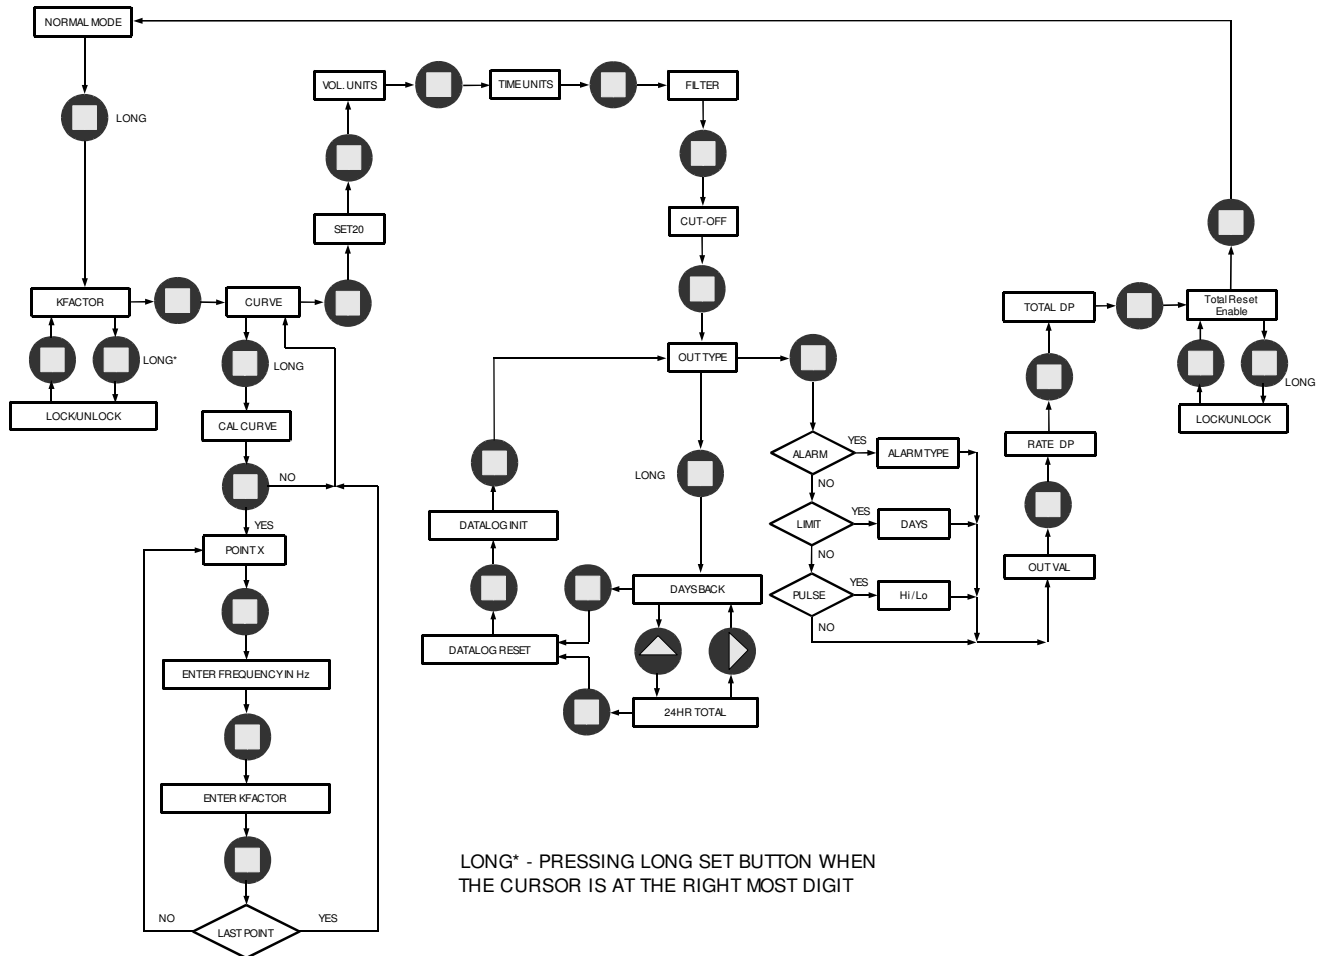 NORMAL MODE
LONG
VOL. UNITS
TIME UNITS
FILTER
SET20
CUT-OFF
KFACTOR
CURVE
LONG*
LOCK/UNLOCK
LONG
CAL CURVE
NO
YES
POINT X
ENTER FREQUENCY IN Hz
ENTER KFACTOR
LAST POINT
NO
YES
OUT TYPE
LONG
DATALOG INIT
DATALOG RESET
DAYS BACK
24HR TOTAL
ALARM
YES
ALARM TYPE
NO
LIMIT
YES
DAYS
NO
PULSE
YES
Hi / Lo
NO
TOTAL DP
RATE DP
OUT VAL
Total Reset
Enable
LONG
LOCK/UNLOCK
LONG* - PRESSING LONG SET BUTTON WHEN
THE CURSOR IS AT THE RIGHT MOST DIGIT